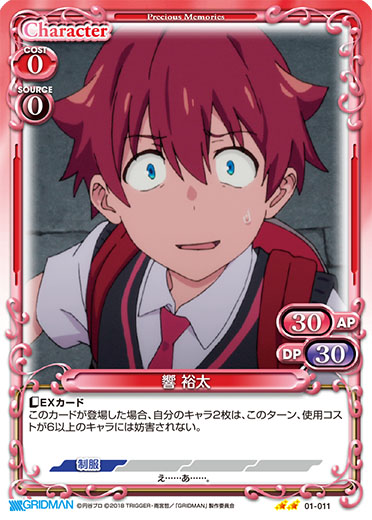 Precious Memories
Character
COST
0
SOURCE
0
30 AP
DP 30
響 裕太
EXカード
このカードが登場した場合、自分のキャラ2枚は、このターン、使用コス
トが6以上のキャラには妨害されない。
制服
え……あ……。
GRIDMAN ©円谷プロ ©2018 TRIGGER・雨宮哲/「GRIDMAN」製作委員会 01-011